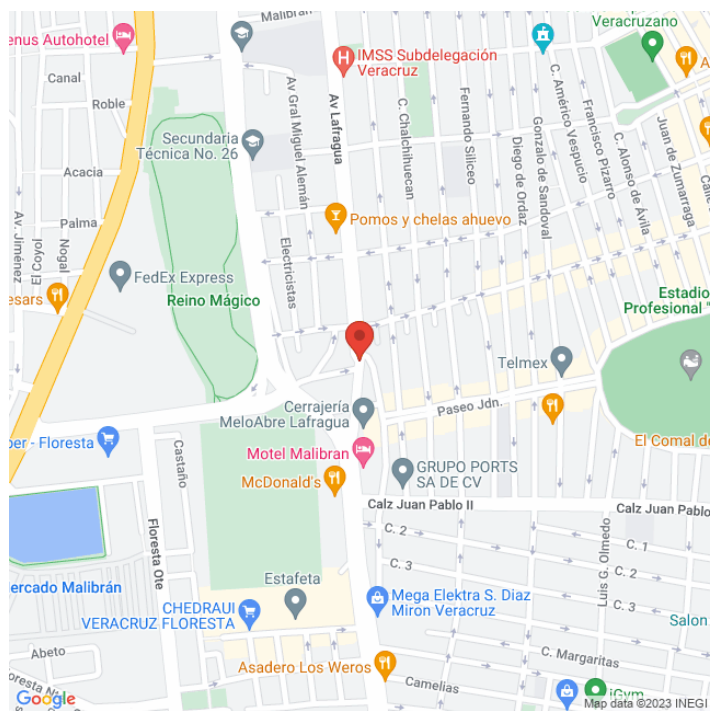 Malibran
enus Autohotel
Veracruzano
IMSS Subdelegación
Veracruz
Canal
Roble
Av Gral Miguel Alemán
Av Lafragua
C. Chalchihuecan
Fernando Siliceo
Diego de Ordaz
Gonzalo de Sandoval
C. Américo Vespucio
Francisco Pizarro
C. Alonso de Ávila
Juan de Zumarraga
Calle
A
Secundaria
Técnica No. 26
Acacia
Palma
Pomos y chelas ahuevo
Av. Jiménez
El Coyol
Nogal
Electricistas
FedEx Express
Reino Mágico
esars
Estadio
Profesional "
Telmex
Cerrajería
MeloAbre Lafragua
Paseo Jdn.
per - Floresta
Castaño
Motel Malibran
El Comal de
McDonald's
GRUPO PORTS
SA DE CV
Calz Juan Pablo II
Calz Juan Pablo
Floresta Ote
C. 2
C. 1
C. 3
C. 2
C. 3
Luis G. Olmedo
ercado Malibrán
Estafeta
CHEDRAUI
VERACRUZ FLORESTA
Mega Elektra S. Diaz
Miron Veracruz
Salon
Abeto
Asadero Los Weros
C. Margaritas
Camelias
Floresta N
iGym
Google
Map data ©2023 INEGI